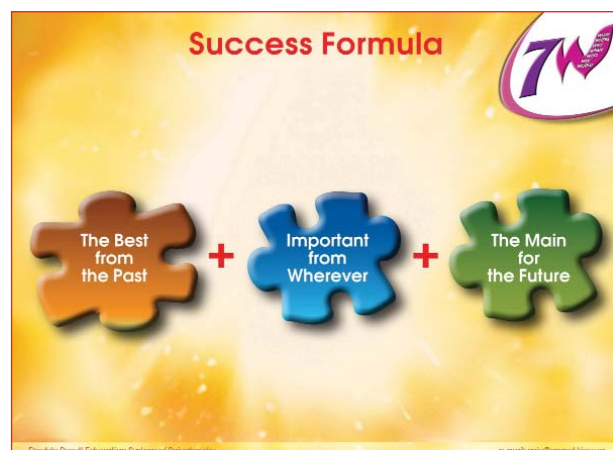 Success Formula
7W
The Best
from
the Past
+
Important
from
Wherever
+
The Main
for
the Future